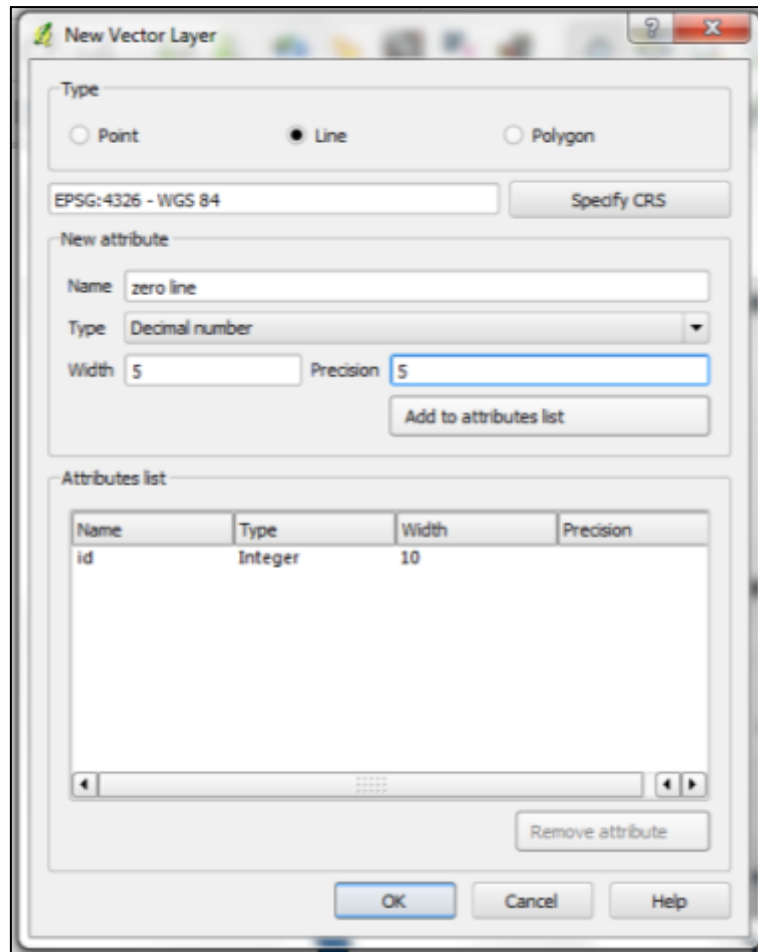 New Vector Layer
Type
Point Line Polygon
EPSG:4326 - WGS 84 Specify CRS
New attribute
Name zero line
Type Decimal number
Width 5 Precision 5
Add to attributes list
Attributes list
Name Type Width Precision
id Integer 10
Remove attribute
OK Cancel Help